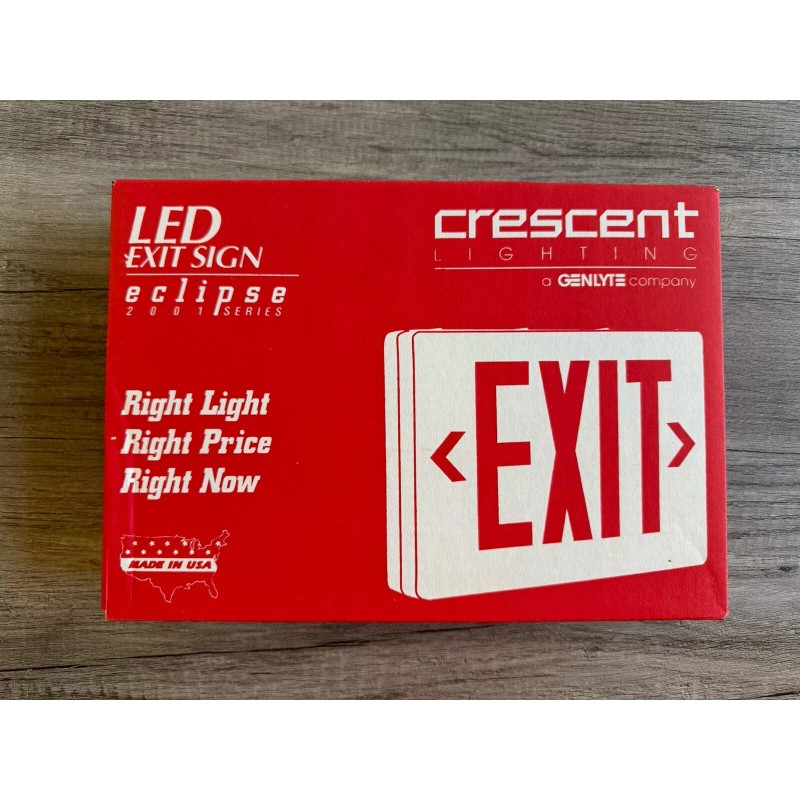 LED
EXIT SIGN
eclipse
2001 SERIES
crescent
LIGHTING
a GENLYTE company
Right Light
Right Price
Right Now
EXIT
MADE IN USA